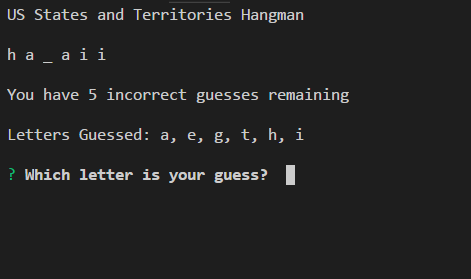 US States and Territories Hangman
h a _ a i i
You have 5 incorrect guesses remaining
Letters Guessed: a, e, g, t, h, i
? Which letter is your guess?